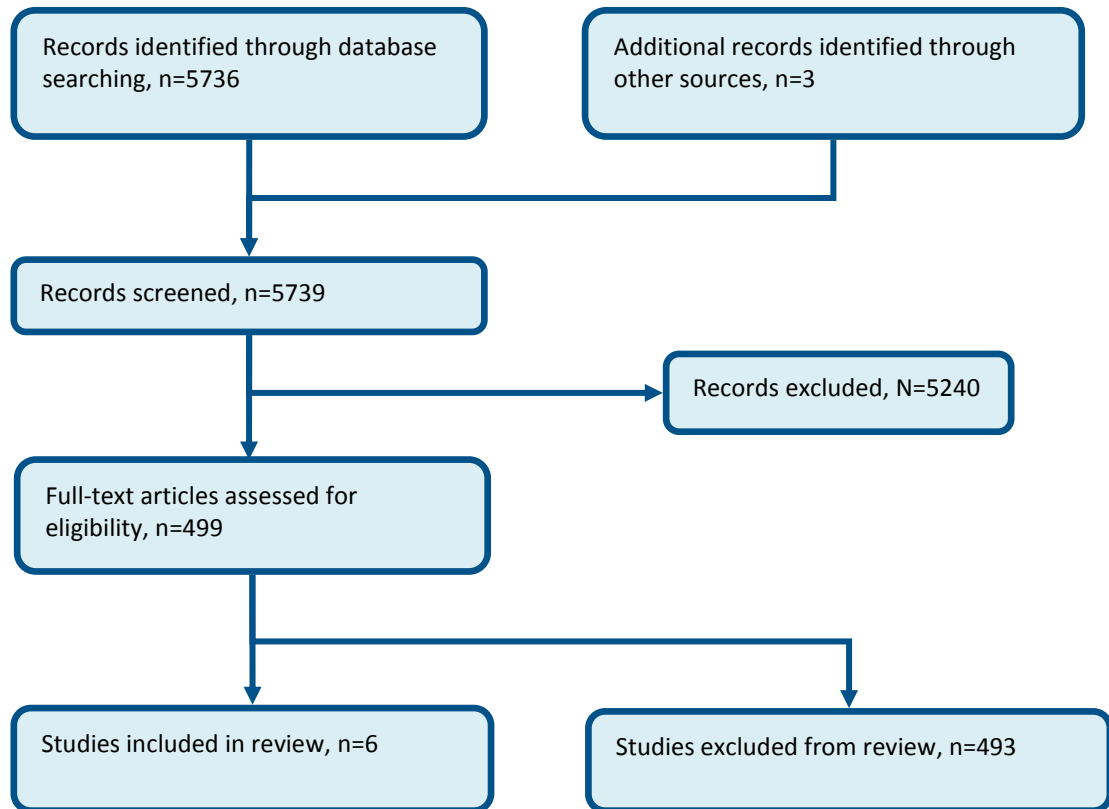 Records identified through database
searching, n=5736
Additional records identified through
other sources, n=3
Records screened, n=5739
Records excluded, N=5240
Full-text articles assessed for
eligibility, n=499
Studies included in review, n=6
Studies excluded from review, n=493